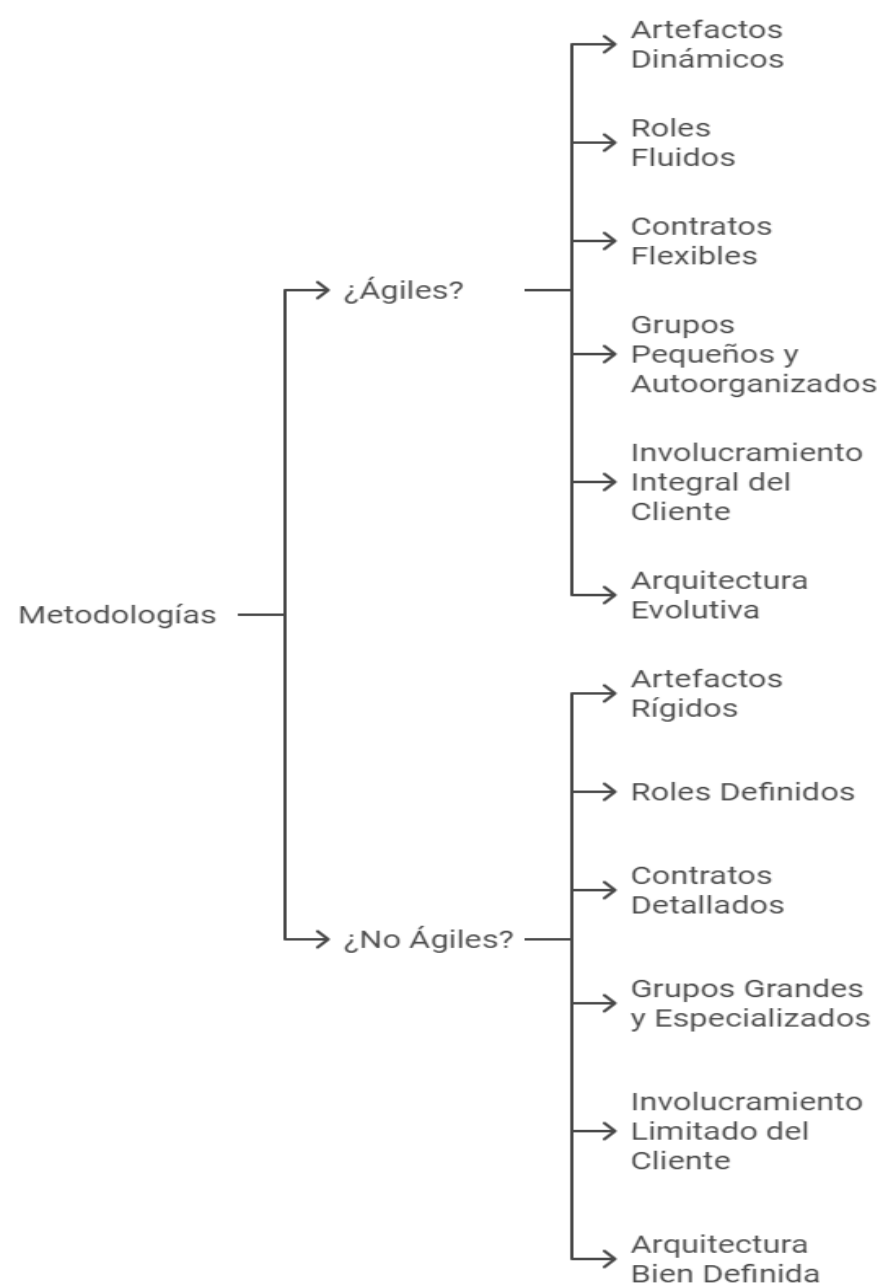 Metodologías
¿Ágiles?
Artefactos
Dinámicos
Roles
Fluidos
Contratos
Flexibles
Grupos
Pequeños y
Autoorganizados
Involucramiento
Integral del
Cliente
Arquitectura
Evolutiva
¿No Ágiles?
Artefactos
Rígidos
Roles Definidos
Contratos
Detallados
Grupos Grandes
y Especializados
Involucramiento
Limitado del
Cliente
Arquitectura
Bien Definida